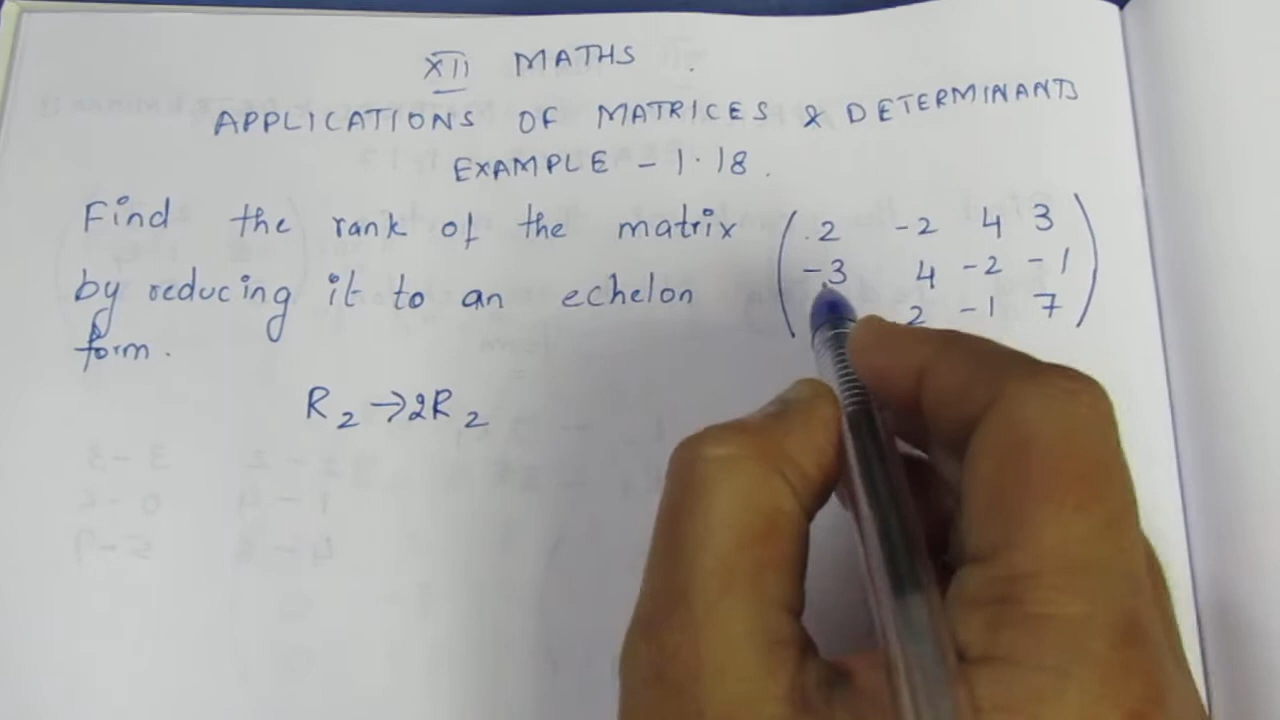 XII MATHS
APPLICATIONS OF MATRICES & DETERMINANTS
EXAMPLE - 1.18.
Find the rank of the matrix ( 2 -2 4 3 )
by reducing it to an echelon ( -3 4 -2 -1 )
form. ( 2 -1 7 )
R2 → 2R2